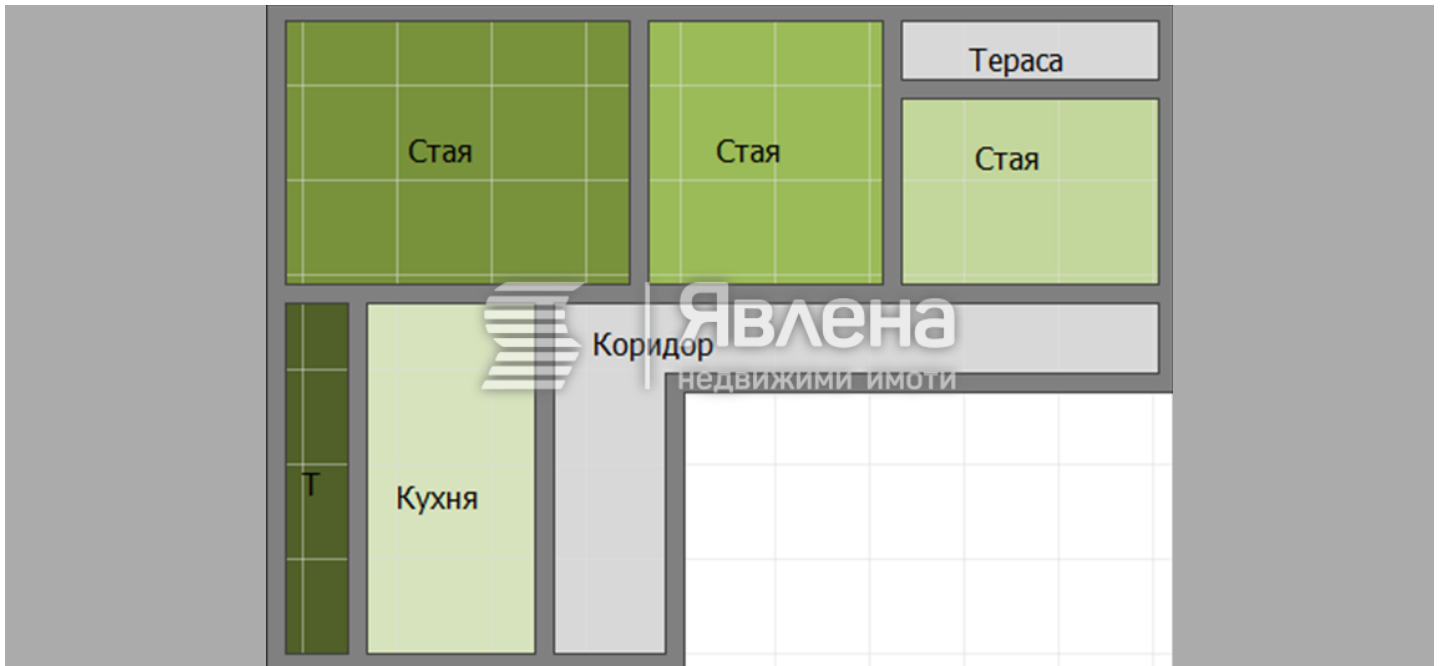 Тераса
Стая
Стая
Стая
Явлена
Коридор
недвижими имоти
Т
Кухня